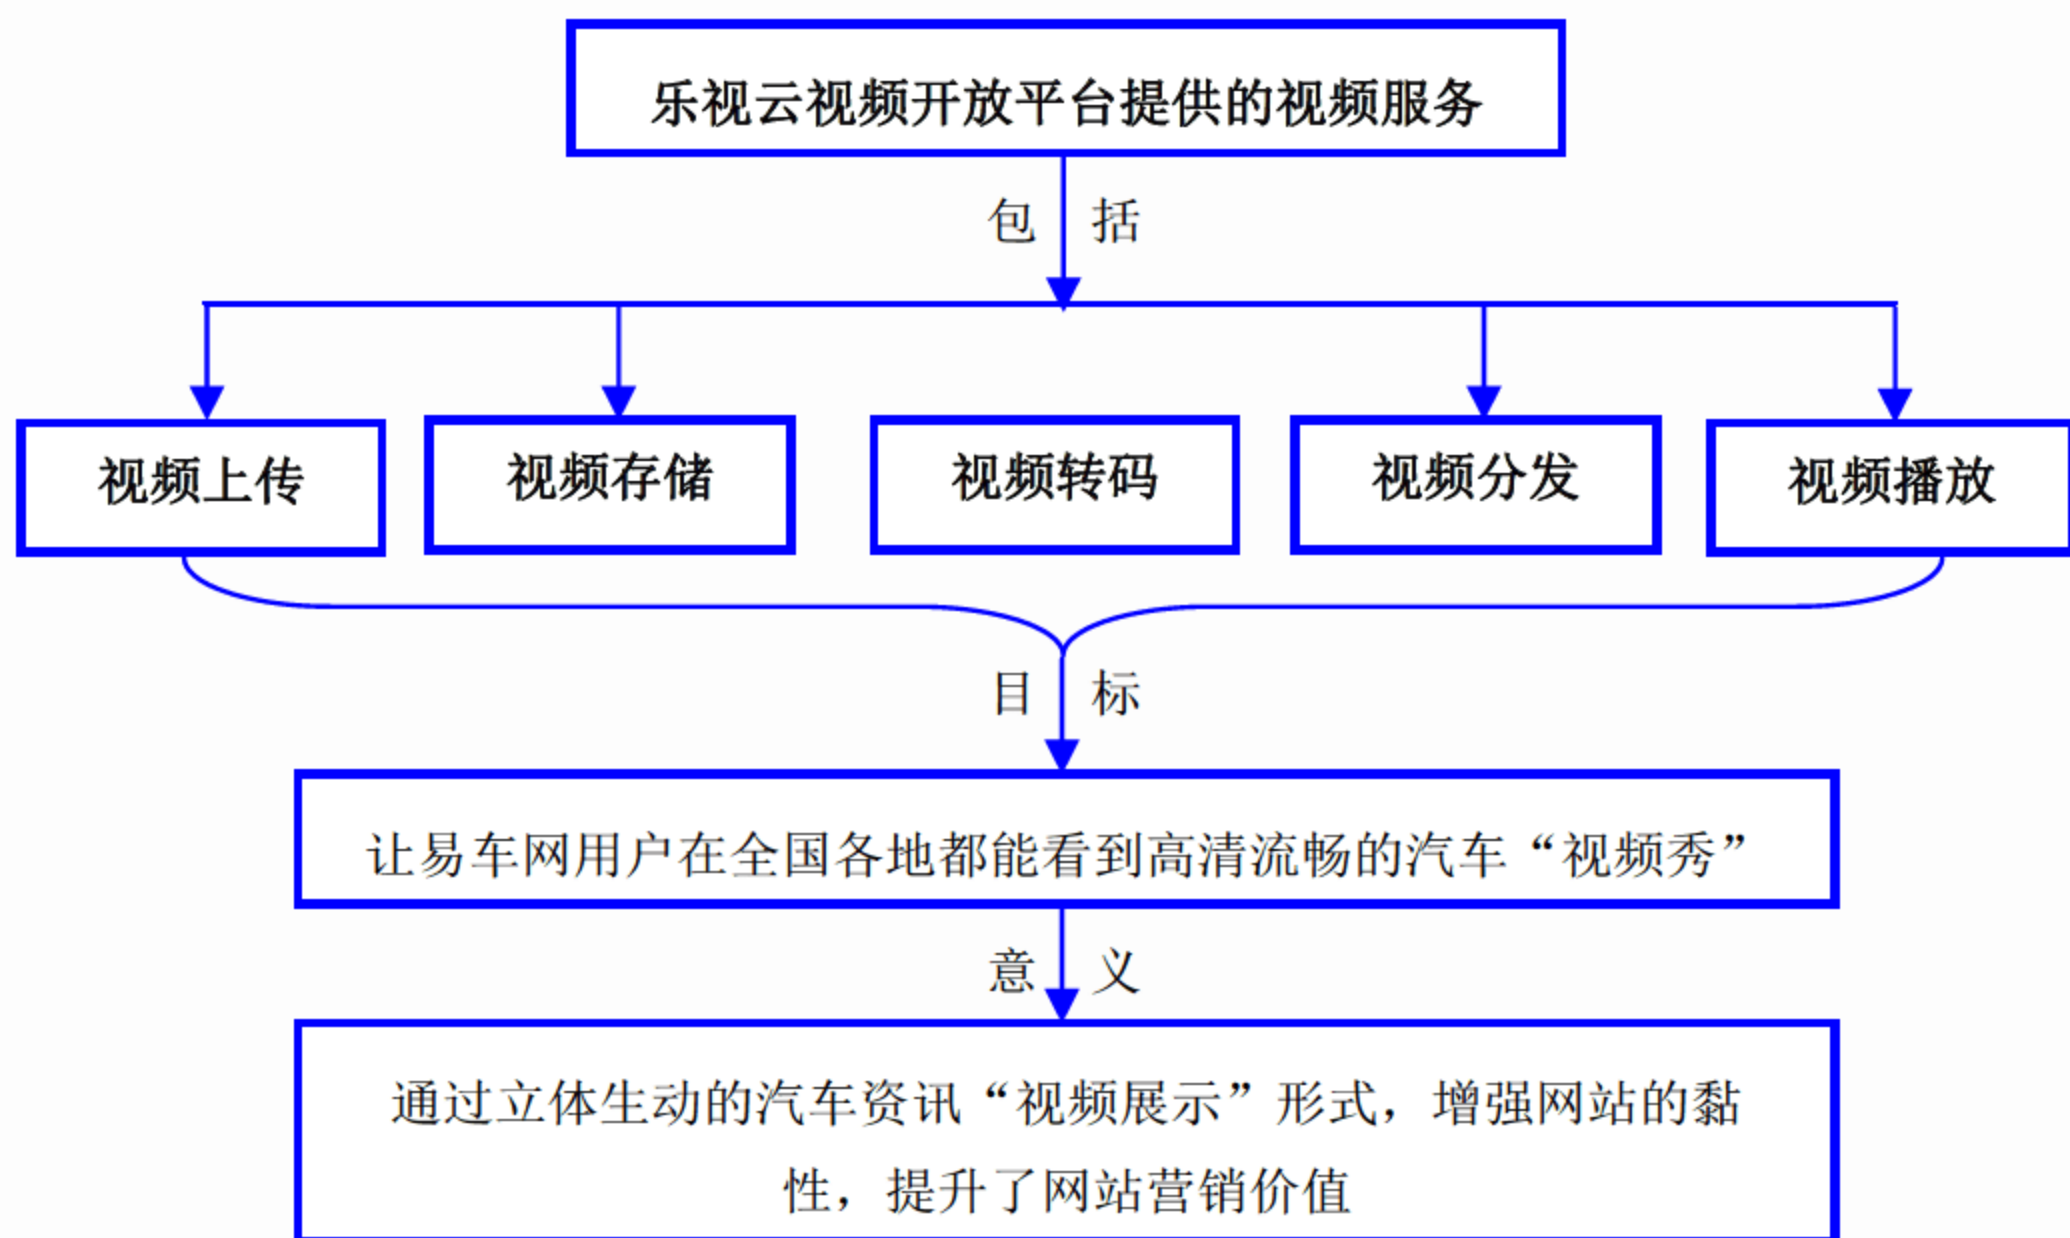 乐视云视频开放平台提供的视频服务
包 括
视频上传 视频存储 视频转码 视频分发 视频播放
目 标
让易车网用户在全国各地都能看到高清流畅的汽车“视频秀”
意 义
通过立体生动的汽车资讯“视频展示”形式，增强网站的黏
性，提升了网站营销价值